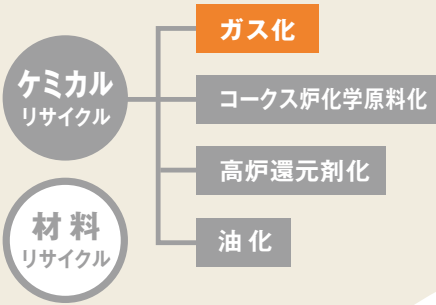 ケミカル
リサイクル
ガス化
コークス炉化学原料化
高炉還元剤化
油化
材料
リサイクル